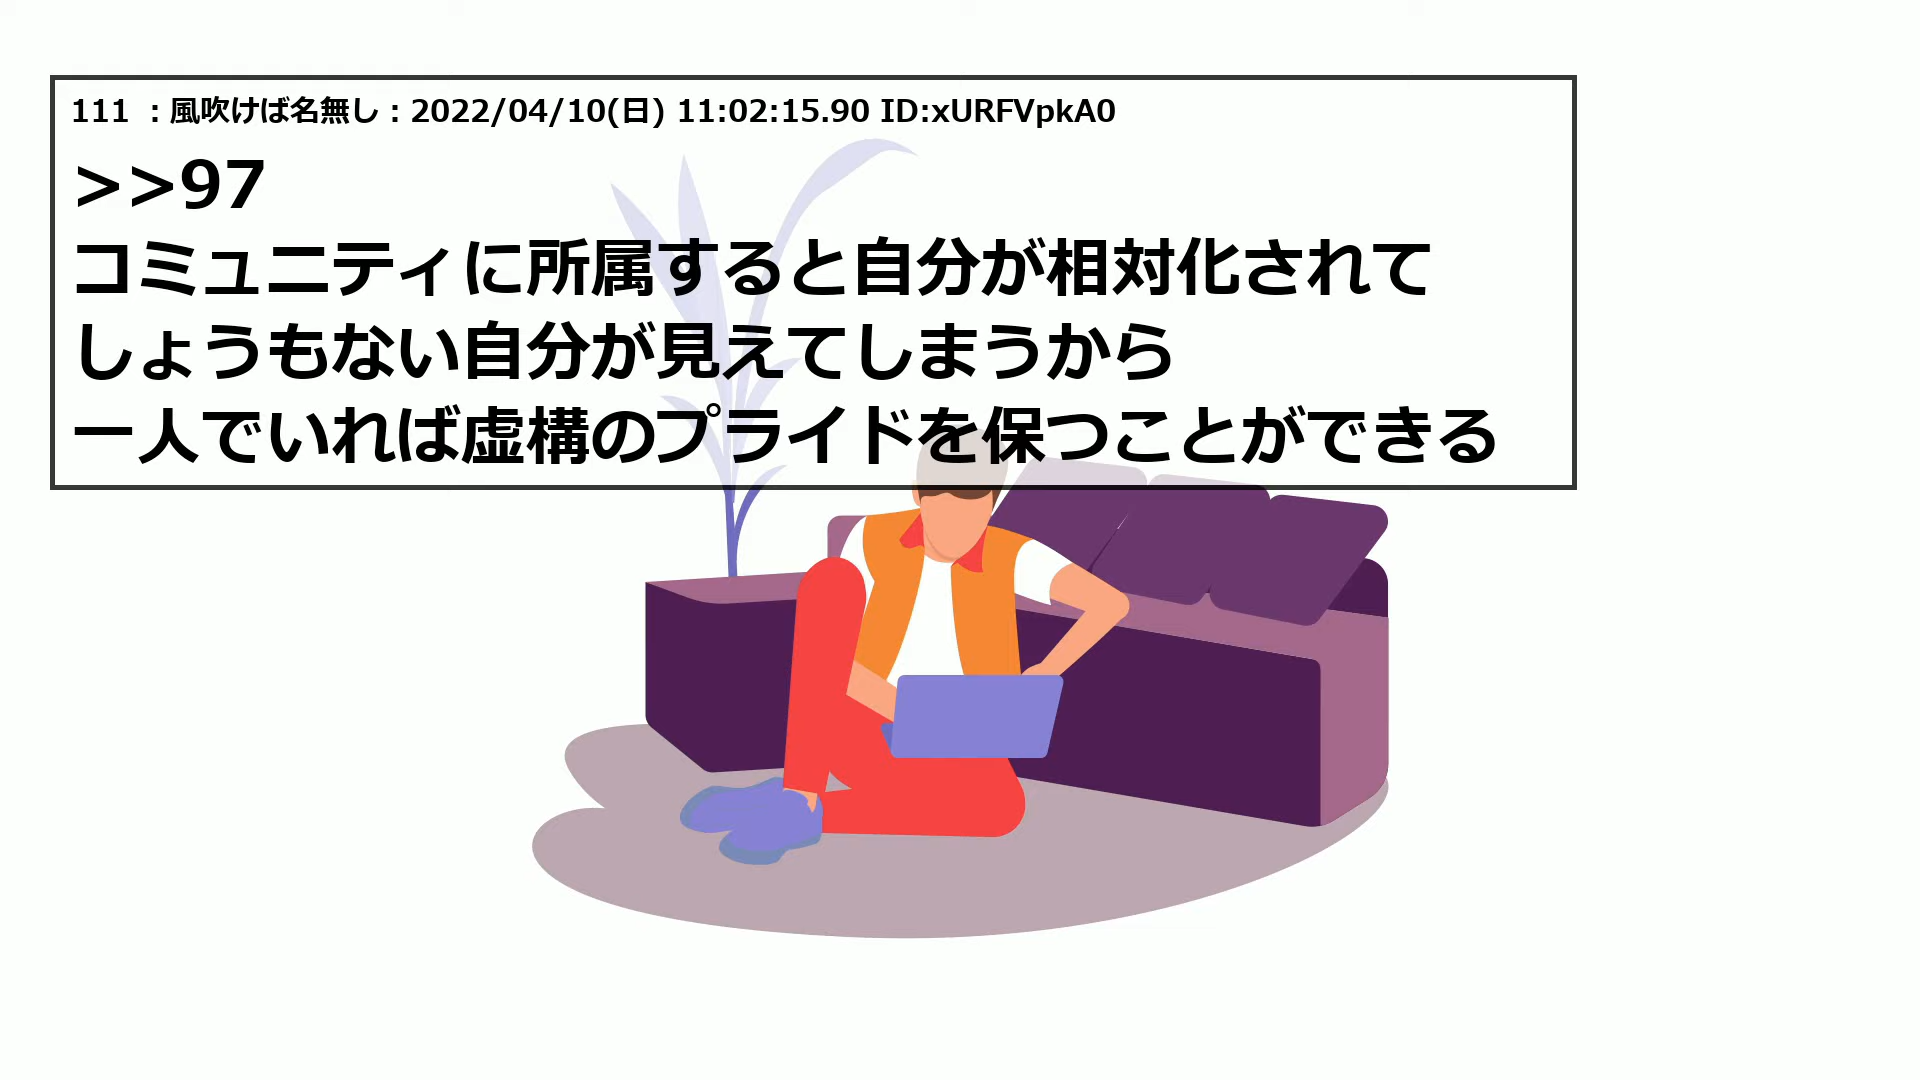 111 ：風吹けば名無し：2022/04/10(日) 11:02:15.90 ID:xURFVpkA0
>>97
コミュニティに所属すると自分が相対化されて
しょうもない自分が見えてしまうから
一人でいれば虚構のプライドを保つことができる